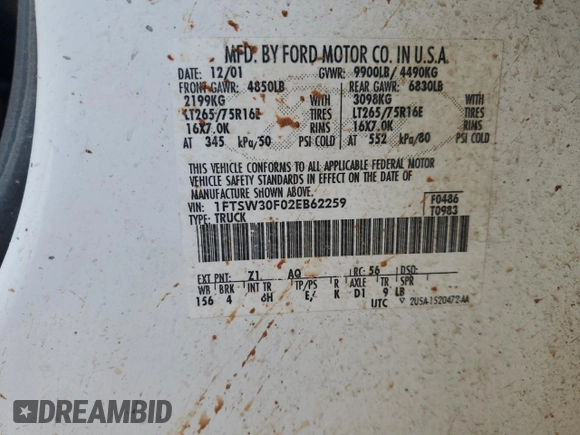 MFD. BY FORD MOTOR CO. IN U.S.A.
DATE: 12/01 GVWR: 9900LB/ 4490KG
FRONT GAWR: 4850LB REAR GAWR: 6830LB
2199KG WITH 3098KG WITH
LT265/75R16E TIRES LT265/75R16E TIRES
16X7.0K RIMS 16X7.0K RIMS
AT 345 kPa/50 PSI COLD AT 552 kPa/80 PSI COLD
THIS VEHICLE CONFORMS TO ALL APPLICABLE FEDERAL MOTOR
VEHICLE SAFETY STANDARDS IN EFFECT ON THE DATE OF
MANUFACTURE SHOWN ABOVE.
VIN: 1FTSW30F02EB62259 F0486
TYPE: TRUCK T0983
EXT PNT: Z1 AQ RC: 56 DSO:
WB BRK INT TR TP/PS R AXLE TR SPR
156 4 K D1 9 LB
UTC 2USA-1520472-AA
DREAMBID